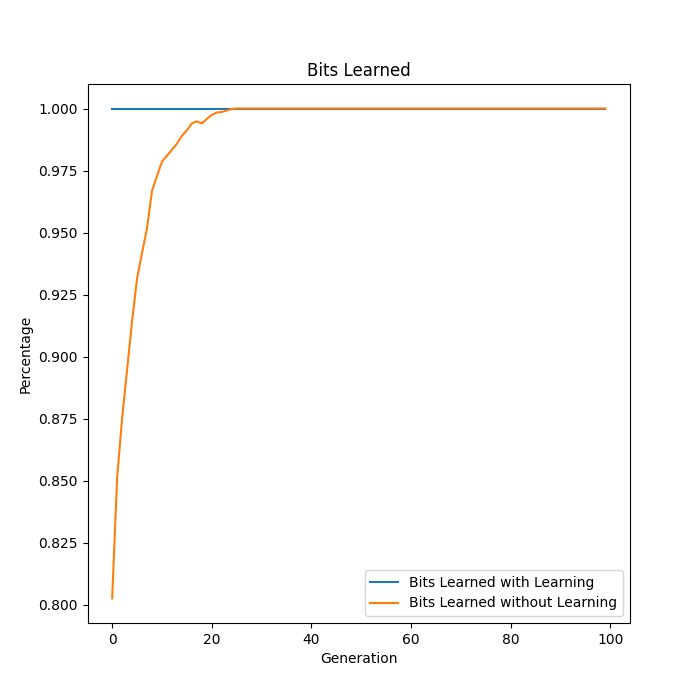 Bits Learned
1.000
0.975
0.950
0.925
0.900
0.875
0.850
0.825
0.800
Percentage
0 20 40 60 80 100
Generation
Bits Learned with Learning
Bits Learned without Learning